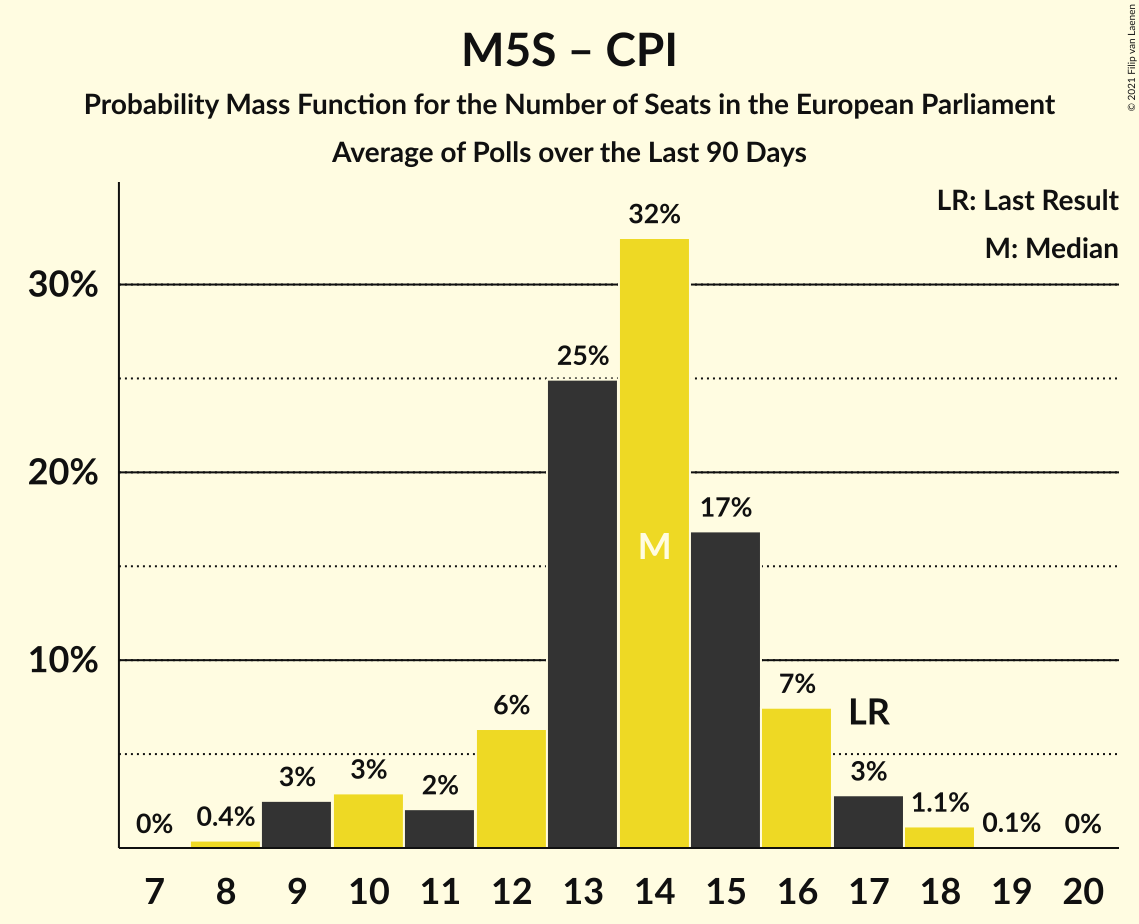 M5S – CPI
Probability Mass Function for the Number of Seats in the European Parliament
Average of Polls over the Last 90 Days
© 2021 Filip van Laenen
LR: Last Result
M: Median
30%
20%
10%
0%
0.4%
3%
3%
2%
6%
25%
32%
M
17%
7%
LR
3%
1.1%
0.1%
0%
7 8 9 10 11 12 13 14 15 16 17 18 19 20